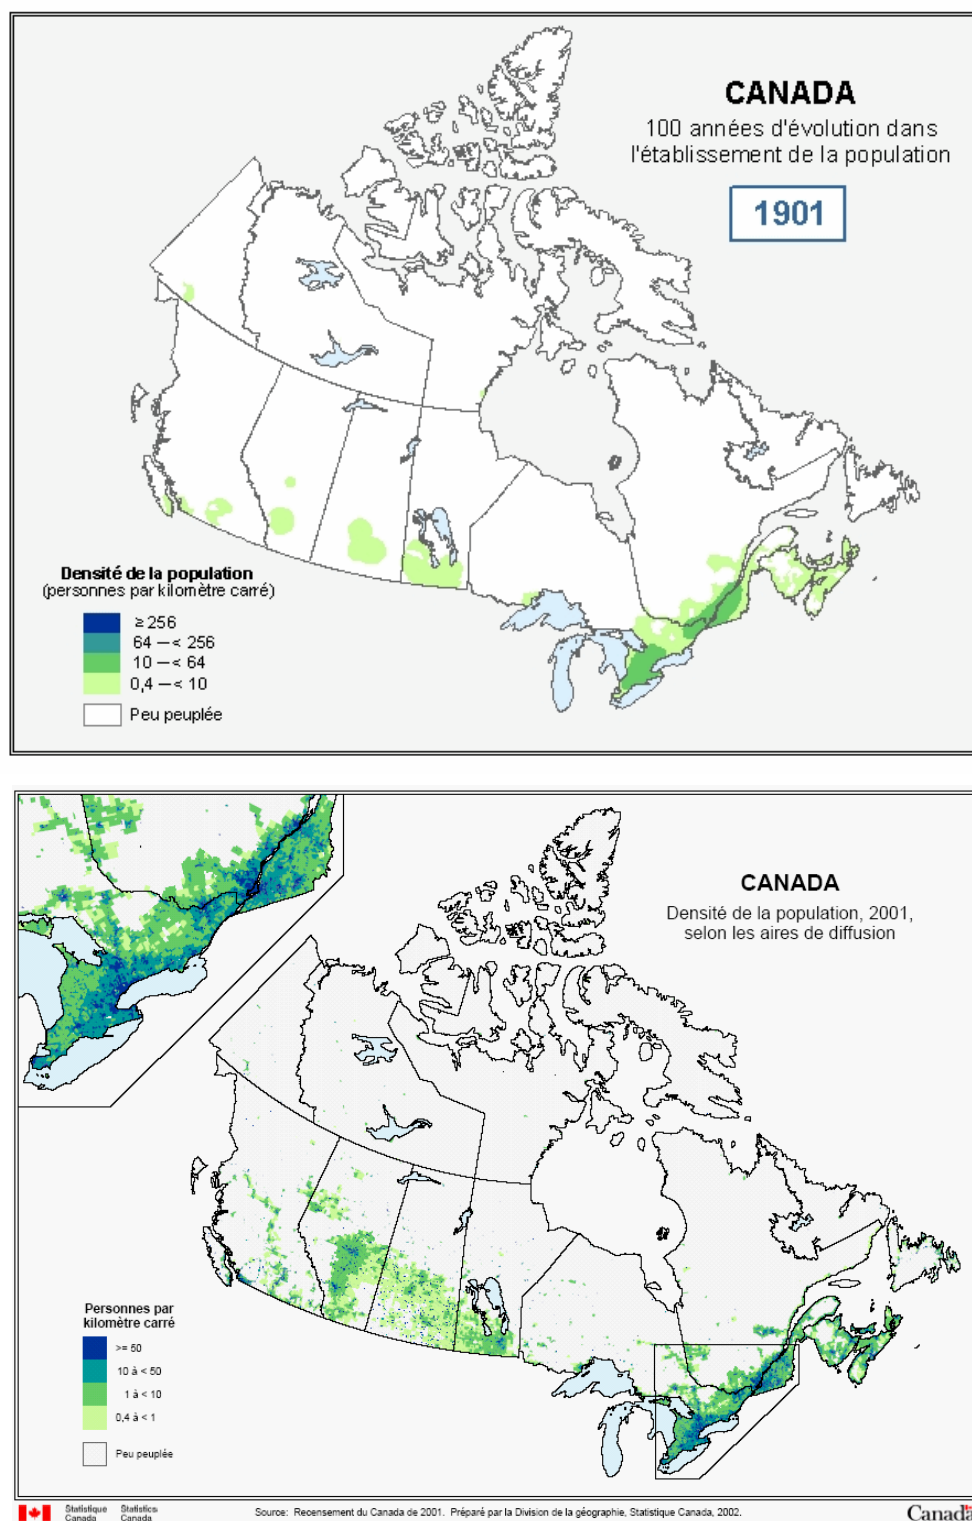 CANADA
100 années d'évolution dans
l'établissement de la population
1901
Densité de la population
(personnes par kilomètre carré)
≥ 256
64 —< 256
10 —< 64
0,4 —< 10
Peu peuplée
CANADA
Densité de la population, 2001,
selon les aires de diffusion
Personnes par
kilomètre carré
>= 50
10 à < 50
1 à < 10
0,4 à < 1
Peu peuplée
Statistique Statistics
Canada Canada
Source: Recensement du Canada de 2001. Préparé par la Division de la géographie, Statistique Canada, 2002.
Canada